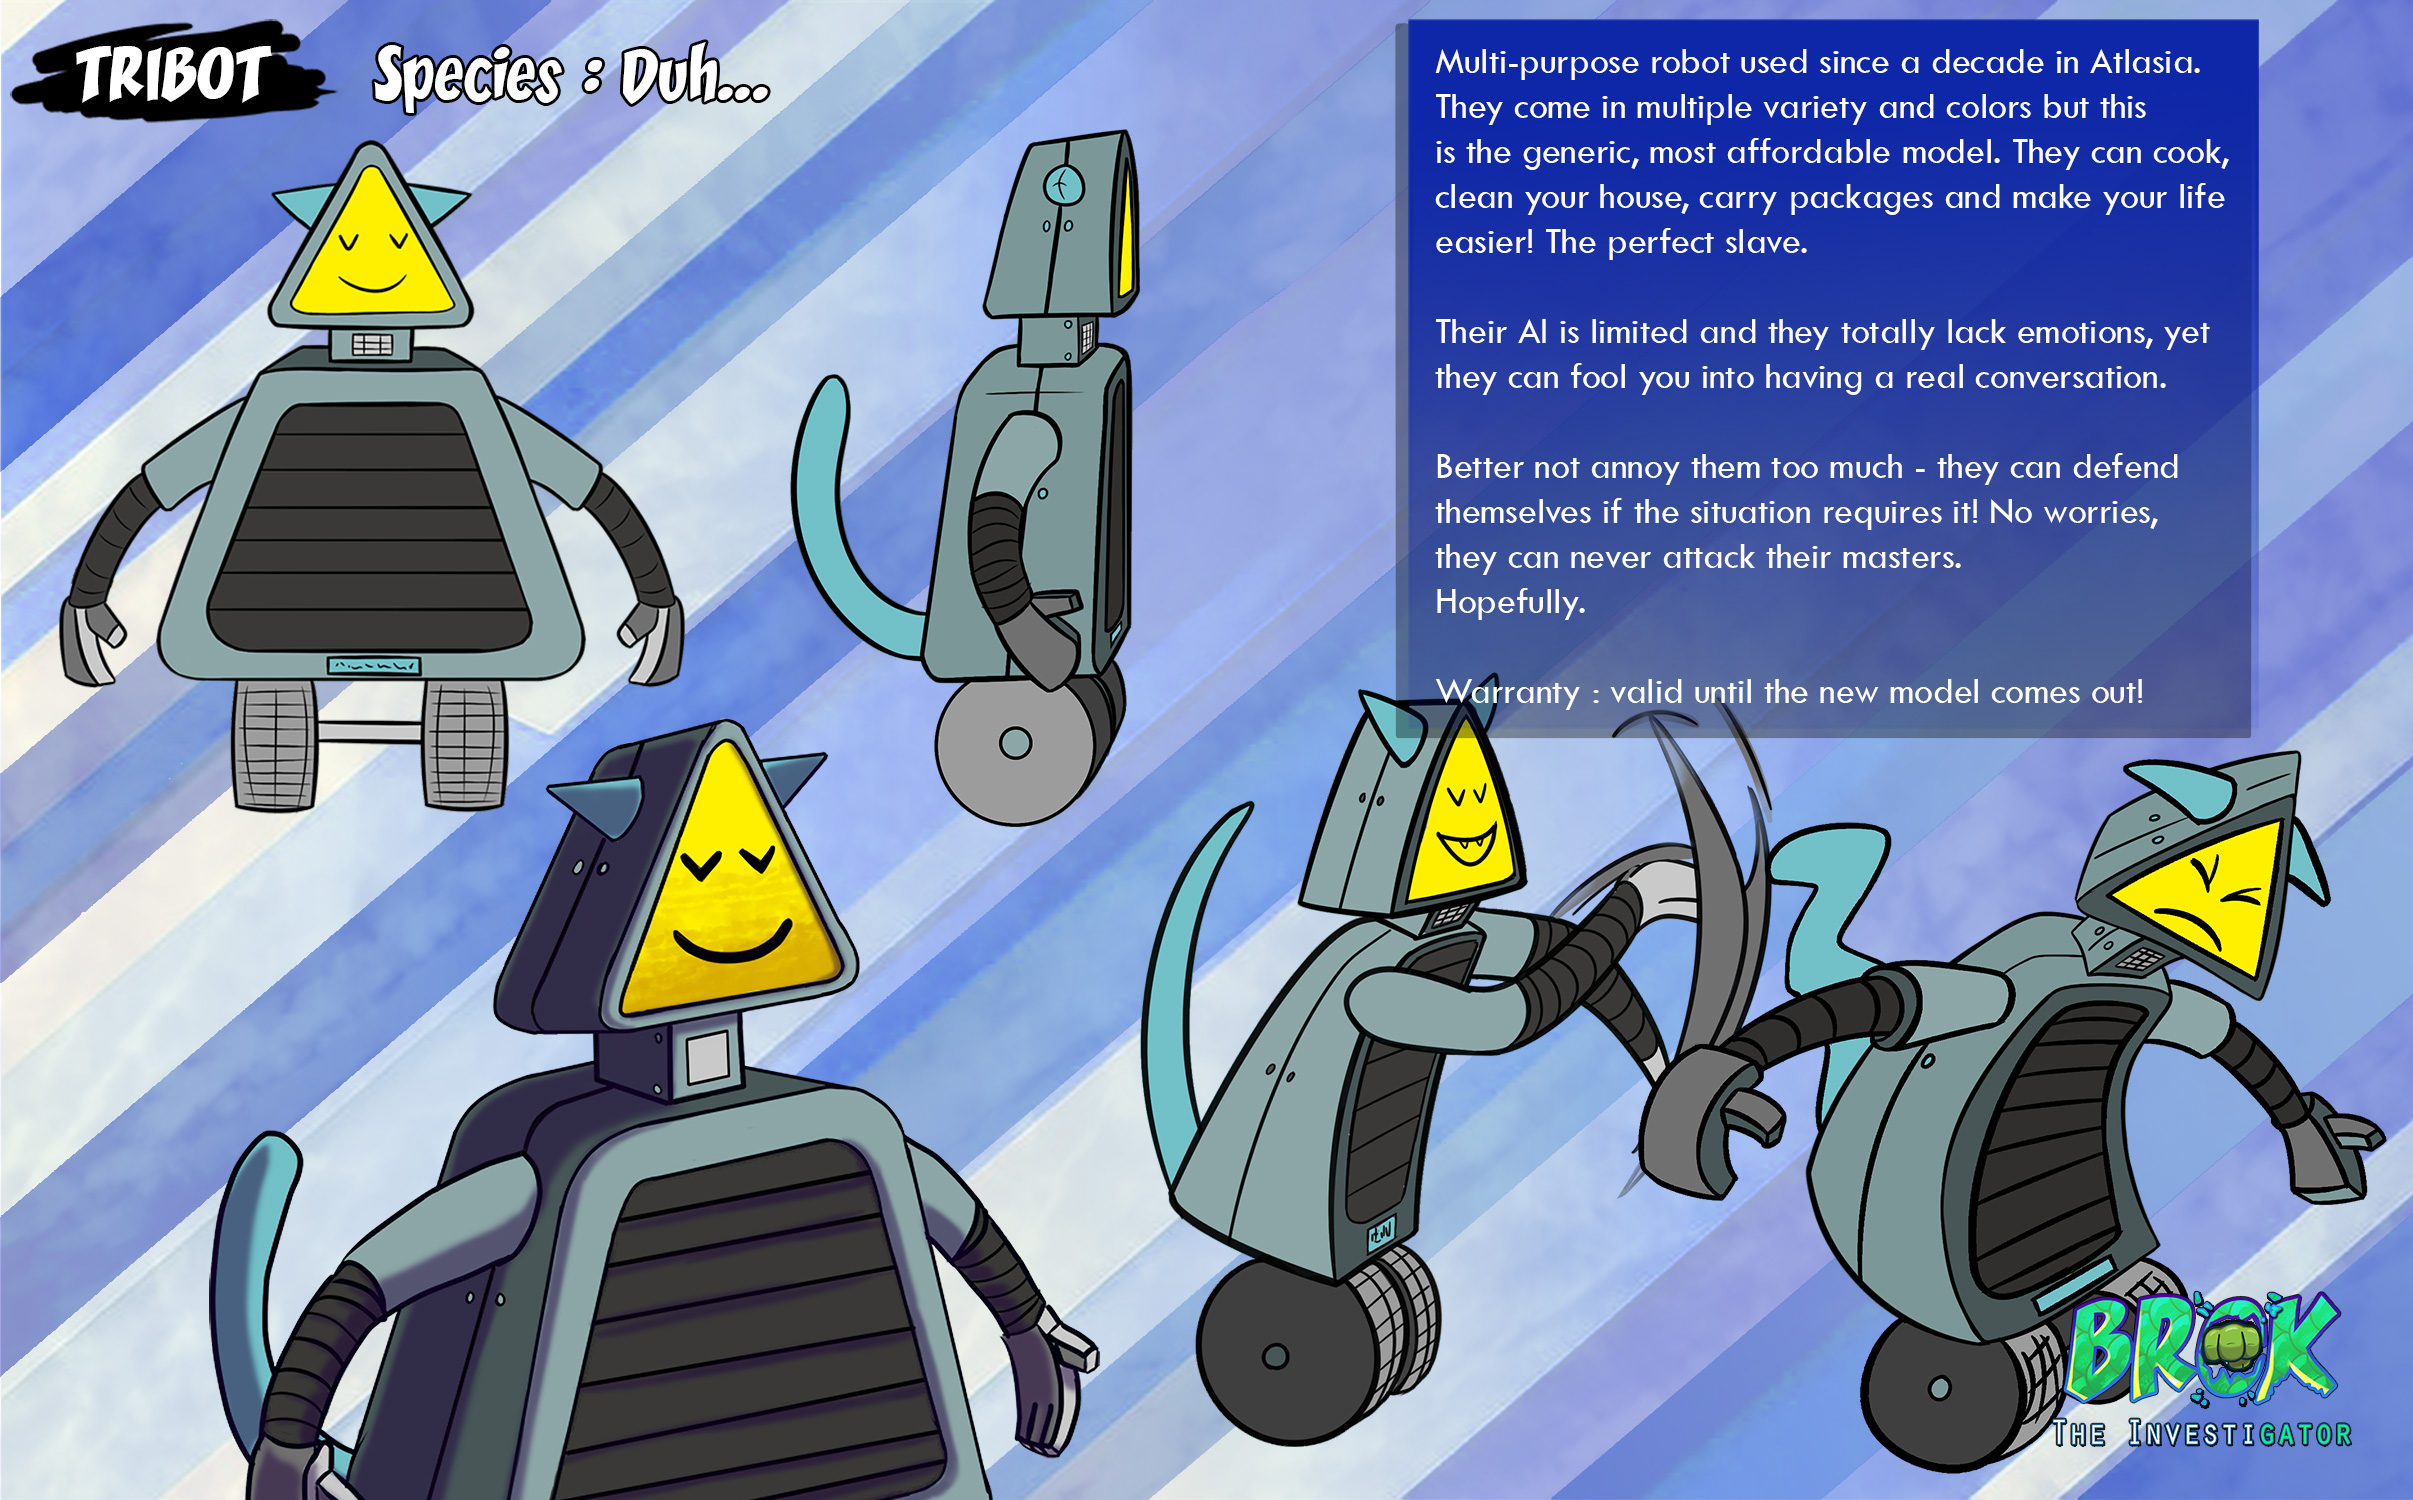 TRIBOT
Species : Duh...
Multi-purpose robot used since a decade in Atlasia.
They come in multiple variety and colors but this
is the generic, most affordable model. They can cook,
clean your house, carry packages and make your life
easier! The perfect slave.
Their AI is limited and they totally lack emotions, yet
they can fool you into having a real conversation.
Better not annoy them too much - they can defend
themselves if the situation requires it! No worries,
they can never attack their masters.
Hopefully.
Warranty : valid until the new model comes out!
BROK
THE INVESTIGATOR